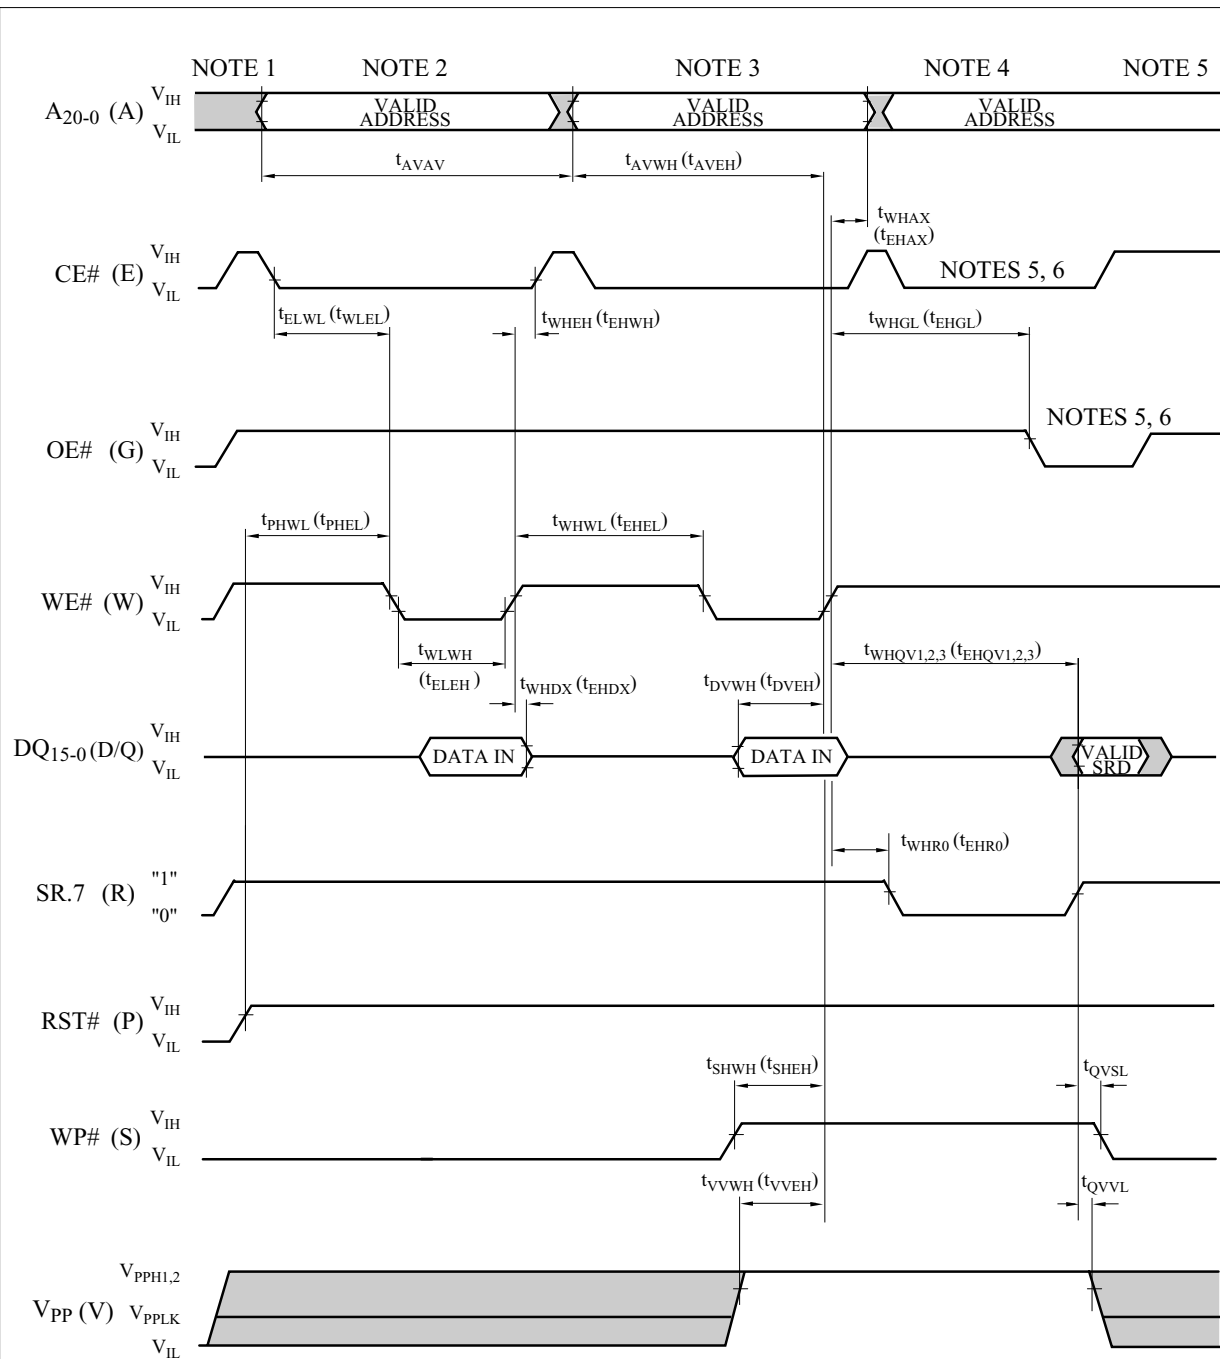 NOTE 1 NOTE 2 NOTE 3 NOTE 4 NOTE 5
A20-0 (A) VIH VIL VALID ADDRESS VALID ADDRESS VALID ADDRESS
tAVAV tAVWH (tAVEH)
tWHAX
(tEHAX)
CE# (E) VIH VIL NOTES 5, 6
tELWL (tWLEL) tWHEH (tEHWH) tWHGL (tEHGL)
OE# (G) VIH VIL NOTES 5, 6
tPHWL (tPHEL) tWHWL (tEHEL)
WE# (W) VIH VIL
tWLWH
(tELEH) tWHDX (tEHDX) tDVWH (tDVEH) tWHQV1,2,3 (tEHQV1,2,3)
DQ15-0 (D/Q) VIH VIL DATA IN DATA IN VALID SRD
tWHR0 (tEHR0)
SR.7 (R) "1" "0"
RST# (P) VIH VIL
tSHWH (tSHEH) tQVSL
WP# (S) VIH VIL
tVVWH (tVVEH) tQVVL
VPP (V) VPPH1,2 VPPLK VIL